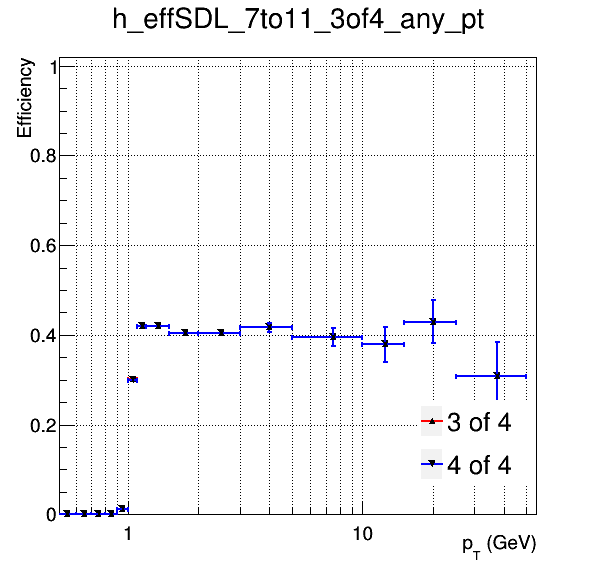 h_effSDL_7to11_3of4_any_pt
Efficiency
1
0.8
0.6
0.4
0.2
0
3 of 4
4 of 4
1
10
p_T (GeV)